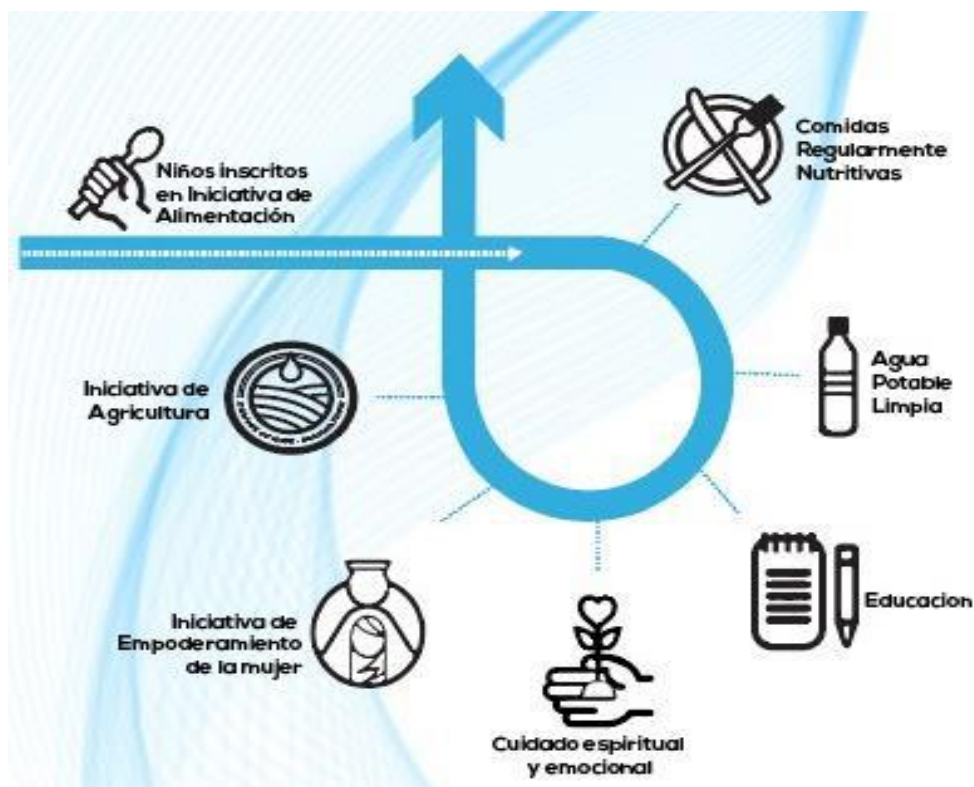 Niños inscritos
en Iniciativa de
Alimentación
Comidas
Regularmente
Nutritivas
Agua
Potable
Limpia
Educacion
Cuidado espiritual
y emocional
Iniciativa de
Empoderamiento
de la mujer
Iniciativa de
Agricultura